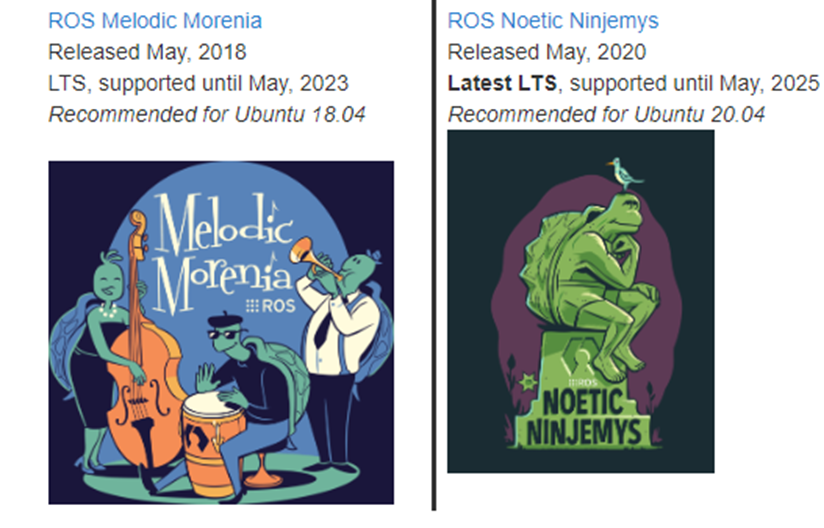 ROS Melodic Morenia
Released May, 2018
LTS, supported until May, 2023
Recommended for Ubuntu 18.04
Melodic
Morenia
ROS
ROS Noetic Ninjemys
Released May, 2020
Latest LTS, supported until May, 2025
Recommended for Ubuntu 20.04
ROS
NOETIC
NINJEMYS